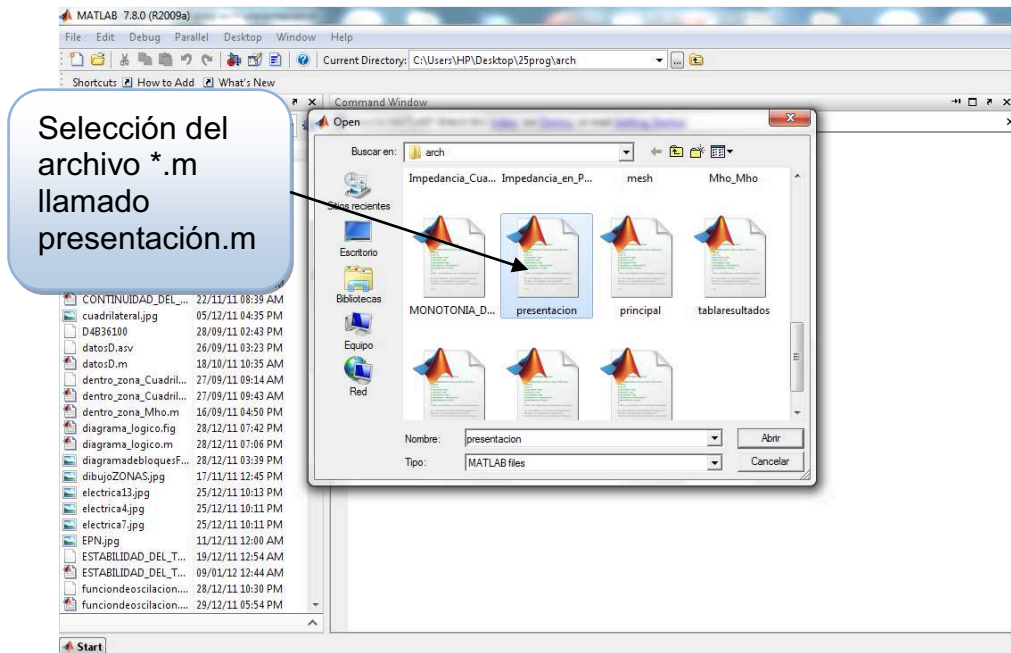 MATLAB 7.8.0 (R2009a)
File Edit Debug Parallel Desktop Window Help
Current Directory: C:\Users\HP\Desktop\25prog\arch
Shortcuts How to Add What's New
Command Window
Selección del
archivo *.m
llamado
presentación.m
Open
Buscar en: arch
Sitios recientes
Escritorio
Bibliotecas
Equipo
Red
Impedancia_Cua... Impedancia_en_P... mesh Mho_Mho
MONOTONIA_D... presentacion principal tablaresultados
Nombre: presentacion Abrir
Tipo: MATLAB files Cancelar
CONTINUIDAD_DEL_... 22/11/11 08:39 AM
cuadrilateral.jpg 05/12/11 04:35 PM
D4B36100 28/09/11 02:43 PM
datosD.asv 26/09/11 03:23 PM
datosD.m 18/10/11 10:35 AM
dentro_zona_Cuadril... 27/09/11 09:14 AM
dentro_zona_Cuadril... 27/09/11 09:43 AM
dentro_zona_Mho.m 16/09/11 04:50 PM
diagrama_logico.fig 28/12/11 07:42 PM
diagrama_logico.m 28/12/11 07:06 PM
diagramadebloquesF... 28/12/11 03:39 PM
dibujoZONAS.jpg 17/11/11 12:45 PM
electrica13.jpg 25/12/11 10:13 PM
electrica4.jpg 25/12/11 10:11 PM
electrica7.jpg 25/12/11 10:11 PM
EPN.jpg 11/12/11 12:00 AM
ESTABILIDAD_DEL_T... 19/12/11 12:54 AM
ESTABILIDAD_DEL_T... 09/01/12 12:44 AM
funciondeoscilacion.... 28/12/11 10:30 PM
funciondeoscilacion.... 29/12/11 05:54 PM
Start